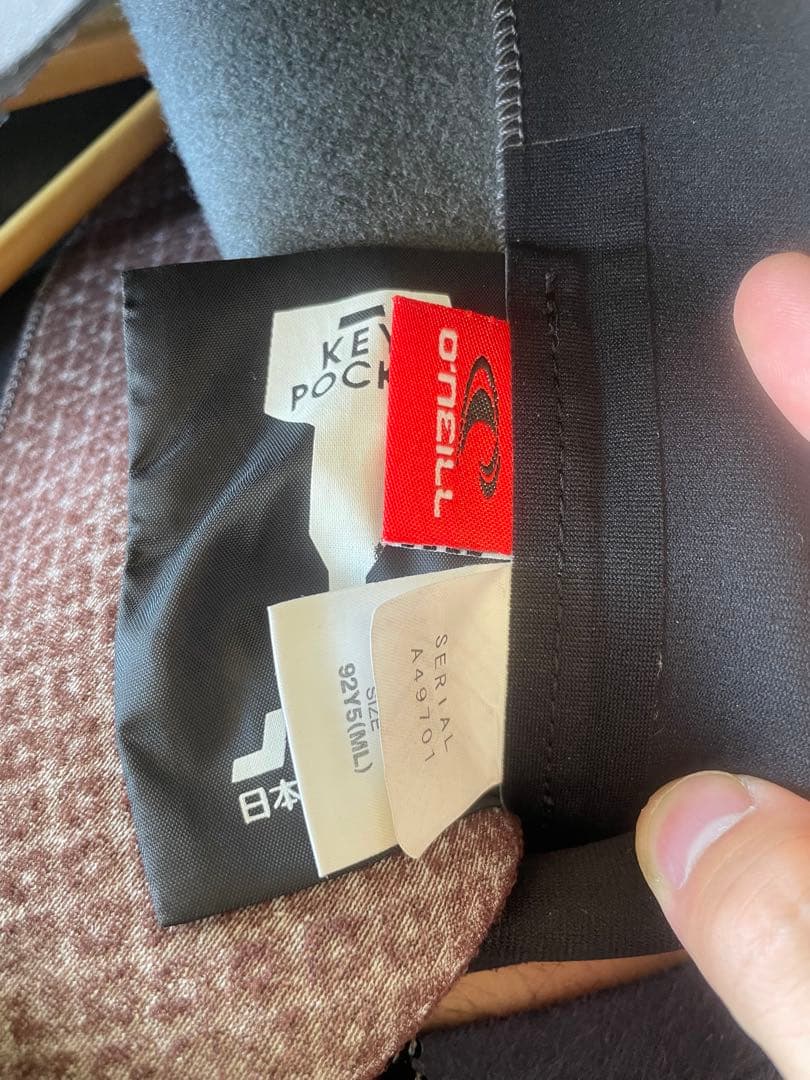 KEY
POCK
O'NEILL
SERIAL
A49701
SIZE
92Y5(ML)
日本